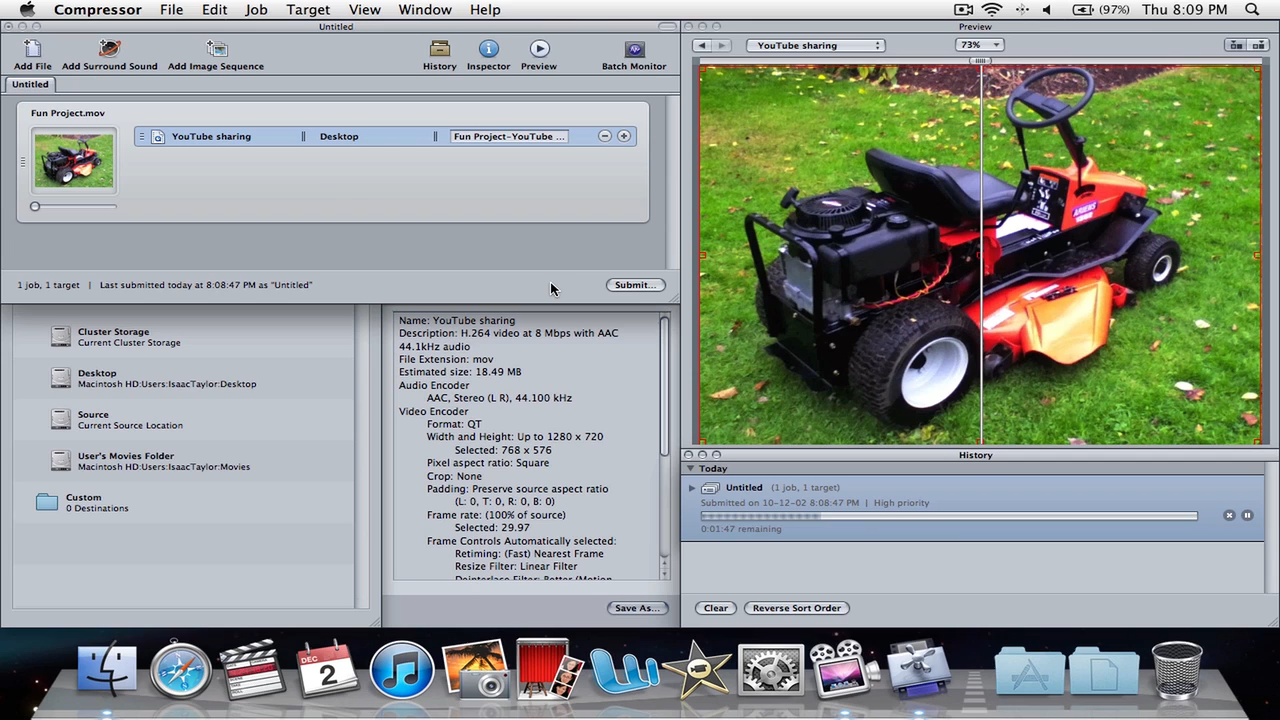 Compressor File Edit Job Target View Window Help (97%) Thu 8:09 PM
Untitled
Add File Add Surround Sound Add Image Sequence History Inspector Preview Batch Monitor
Untitled
Fun Project.mov
YouTube sharing Desktop Fun Project-YouTube ...
1 job, 1 target | Last submitted today at 8:08:47 PM as "Untitled" Submit...
Cluster Storage
Current Cluster Storage
Desktop
Macintosh HD:Users:IsaacTaylor:Desktop
Source
Current Source Location
User's Movies Folder
Macintosh HD:Users:IsaacTaylor:Movies
Custom
0 Destinations
Name: YouTube sharing
Description: H.264 video at 8 Mbps with AAC
44.1kHz audio
File Extension: mov
Estimated size: 18.49 MB
Audio Encoder
AAC, Stereo (L R), 44.100 kHz
Video Encoder
Format: QT
Width and Height: Up to 1280 x 720
Selected: 768 x 576
Pixel aspect ratio: Square
Crop: None
Padding: Preserve source aspect ratio
(L: 0, T: 0, R: 0, B: 0)
Frame rate: (100% of source)
Selected: 29.97
Frame Controls Automatically selected:
Retiming: (Fast) Nearest Frame
Resize Filter: Linear Filter
Deinterlace Filter: Better (Motion
Save As...
Preview
YouTube sharing 73%
ARIENS
History
Today
Untitled (1 job, 1 target)
Submitted on 10-12-02 8:08:47 PM | High priority
0:01:47 remaining
Clear Reverse Sort Order
DEC
2